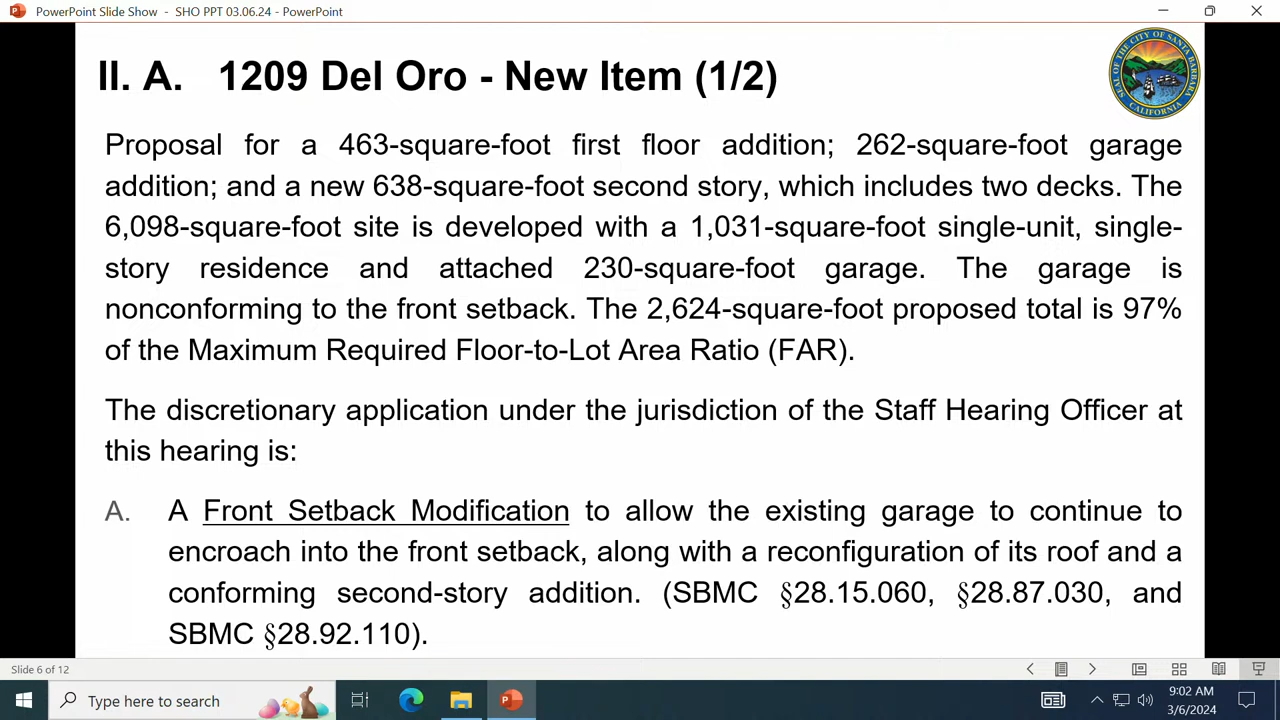 PowerPoint Slide Show - SHO PPT 03.06.24 - PowerPoint
II. A. 1209 Del Oro - New Item (1/2)
SEAL OF THE CITY OF SANTA BARBARA
CALIFORNIA
Proposal for a 463-square-foot first floor addition; 262-square-foot garage
addition; and a new 638-square-foot second story, which includes two decks. The
6,098-square-foot site is developed with a 1,031-square-foot single-unit, single-
story residence and attached 230-square-foot garage. The garage is
nonconforming to the front setback. The 2,624-square-foot proposed total is 97%
of the Maximum Required Floor-to-Lot Area Ratio (FAR).
The discretionary application under the jurisdiction of the Staff Hearing Officer at
this hearing is:
A. A Front Setback Modification to allow the existing garage to continue to
encroach into the front setback, along with a reconfiguration of its roof and a
conforming second-story addition. (SBMC §28.15.060, §28.87.030, and
SBMC §28.92.110).
Slide 6 of 12
Type here to search
9:02 AM
3/6/2024